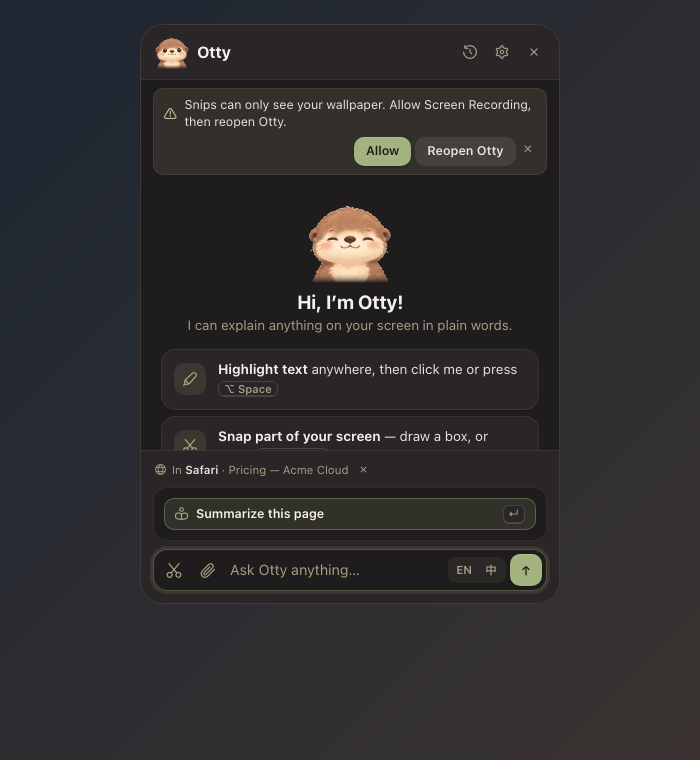 Otty
Snips can only see your wallpaper. Allow Screen Recording,
then reopen Otty.
Allow
Reopen Otty
Hi, I’m Otty!
I can explain anything on your screen in plain words.
Highlight text anywhere, then click me or press
⌥ Space
Snap part of your screen — draw a box, or
In Safari · Pricing — Acme Cloud
Summarize this page
Ask Otty anything...
EN 中